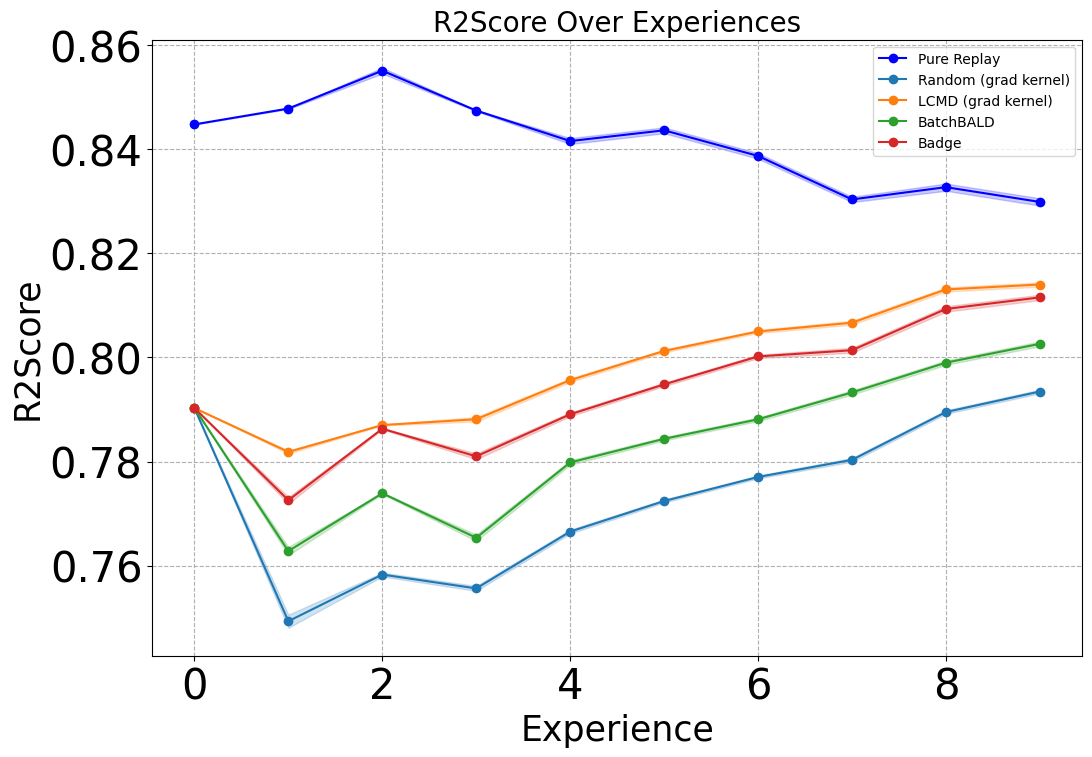 R2Score Over Experiences
0.86
0.84
0.82
0.80
0.78
0.76
R2Score
0
2
4
6
8
Experience
Pure Replay
Random (grad kernel)
LCMD (grad kernel)
BatchBALD
Badge